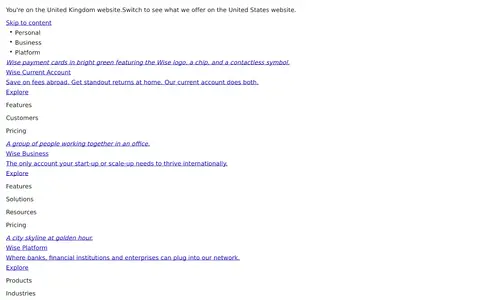 You're on the United Kingdom website.Switch to see what we offer on the United States website.
Skip to content
• Personal
• Business
• Platform
Wise payment cards in bright green featuring the Wise logo, a chip, and a contactless symbol.
Wise Current Account
Save on fees abroad. Get standout returns at home. Our current account does both.
Explore
Features
Customers
Pricing
A group of people working together in an office.
Wise Business
The only account your start-up or scale-up needs to thrive internationally.
Explore
Features
Solutions
Resources
Pricing
A city skyline at golden hour.
Wise Platform
Where banks, financial institutions and enterprises can plug into our network.
Explore
Products
Industries